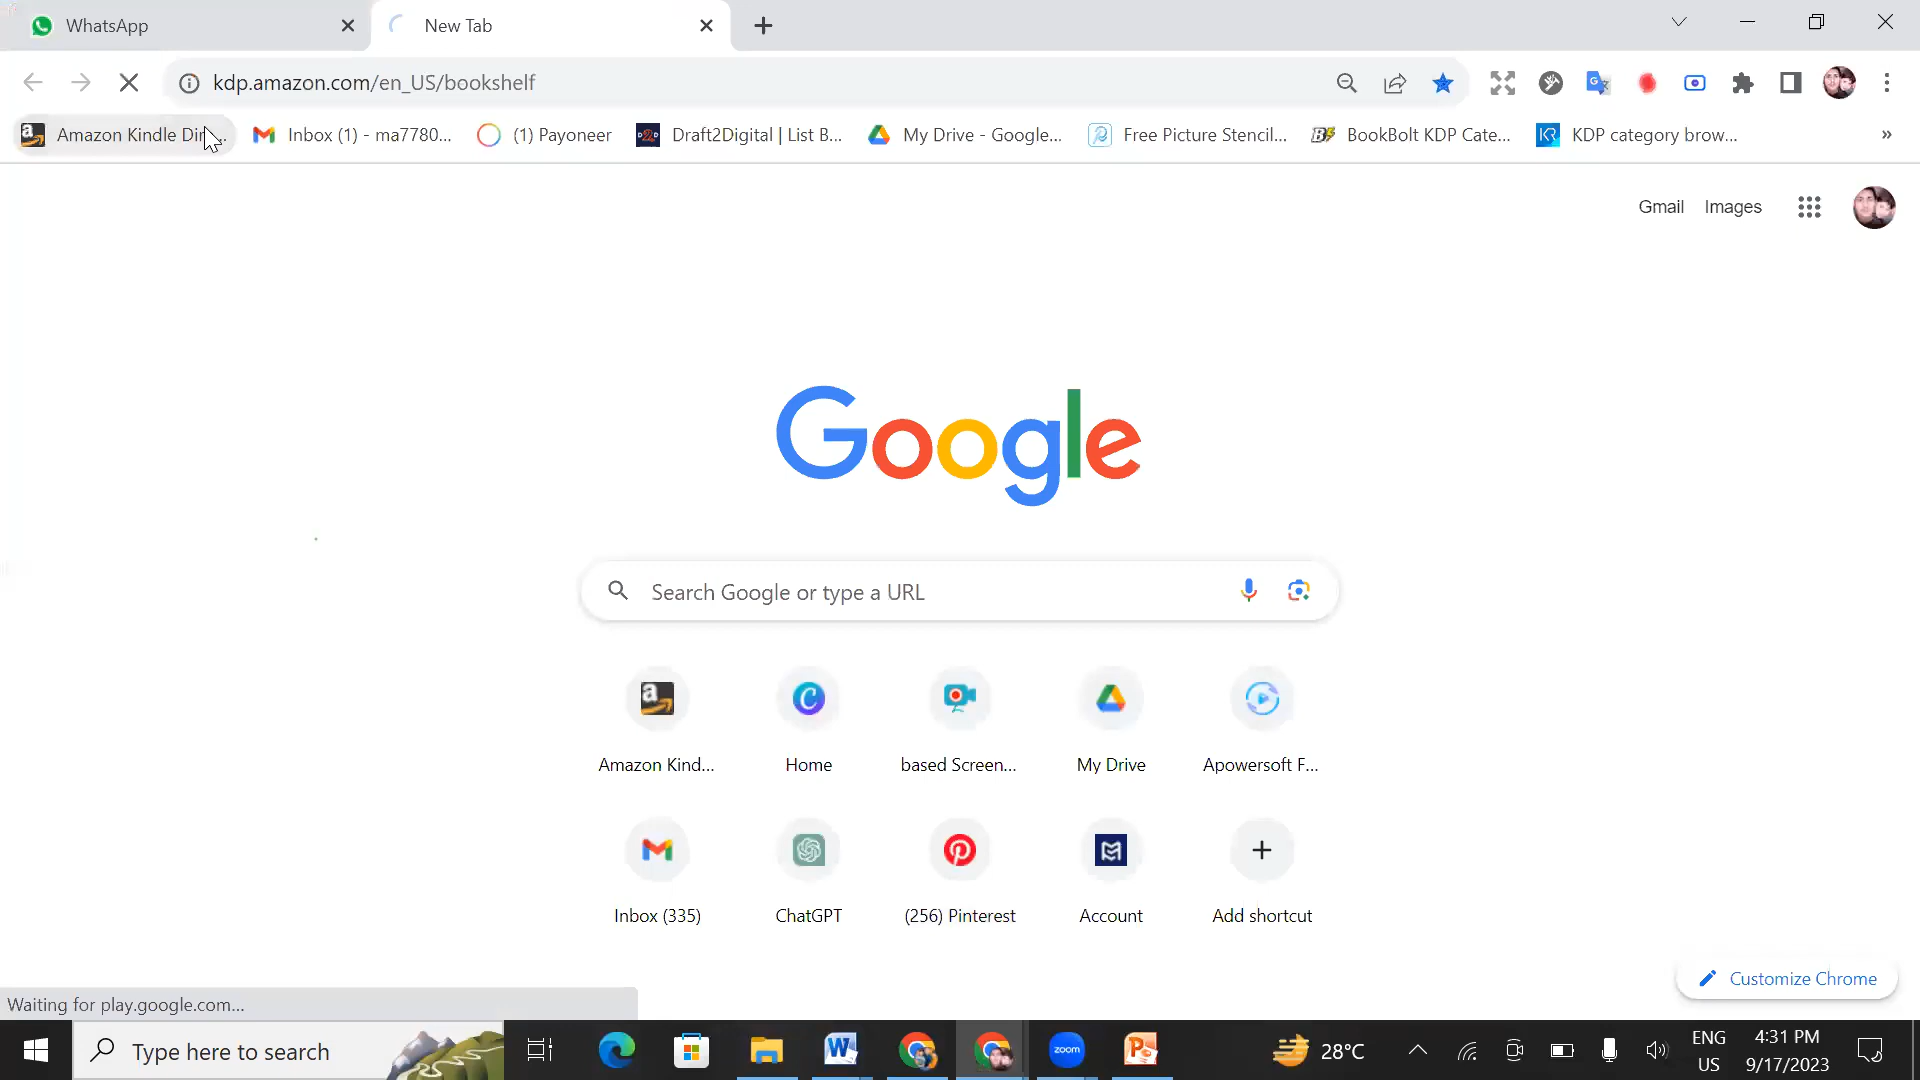 WhatsApp
New Tab
kdp.amazon.com/en_US/bookshelf
Amazon Kindle Dir...
Inbox (1) - ma7780...
(1) Payoneer
Draft2Digital | List B...
My Drive - Google...
Free Picture Stencil...
BookBolt KDP Cate...
KDP category brow...
»
Gmail
Images
Google
Search Google or type a URL
Amazon Kind...
Home
based Screen...
My Drive
Apowersoft F...
Inbox (335)
ChatGPT
(256) Pinterest
Account
Add shortcut
Customize Chrome
Waiting for play.google.com...
Type here to search
zoom
28°C
ENG
US
4:31 PM
9/17/2023